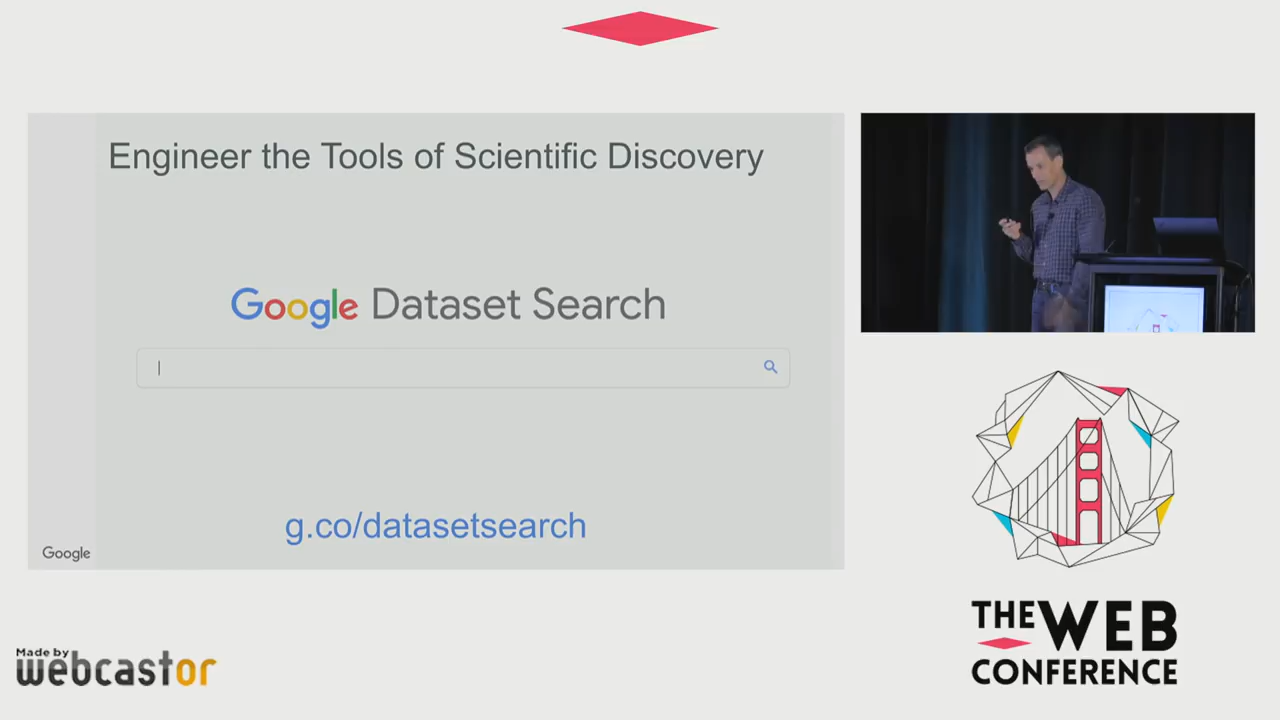 Engineer the Tools of Scientific Discovery
Google Dataset Search
g.co/datasetsearch
Google
Made by
webcastor
THE WEB
CONFERENCE